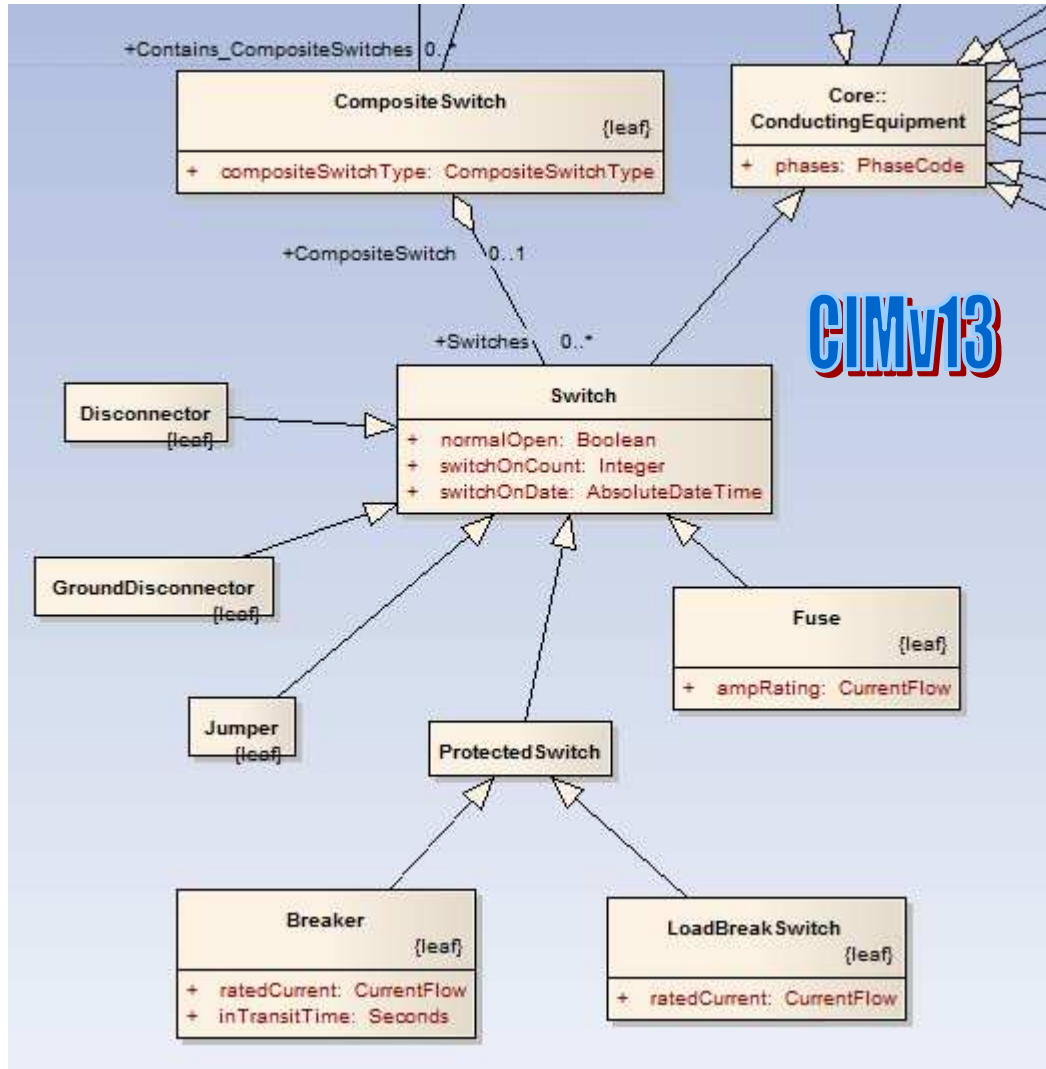 +Contains_CompositeSwitches 0..*
CompositeSwitch
{leaf}
+ compositeSwitchType: CompositeSwitchType
Core::
ConductingEquipment
+ phases: PhaseCode
+CompositeSwitch 0..1
CIMv13
+Switches 0..*
Switch
+ normalOpen: Boolean
+ switchOnCount: Integer
+ switchOnDate: AbsoluteDateTime
Disconnector
{leaf}
GroundDisconnector
{leaf}
Fuse
{leaf}
+ ampRating: CurrentFlow
Jumper
{leaf}
ProtectedSwitch
Breaker
{leaf}
+ ratedCurrent: CurrentFlow
+ inTransitTime: Seconds
LoadBreakSwitch
{leaf}
+ ratedCurrent: CurrentFlow